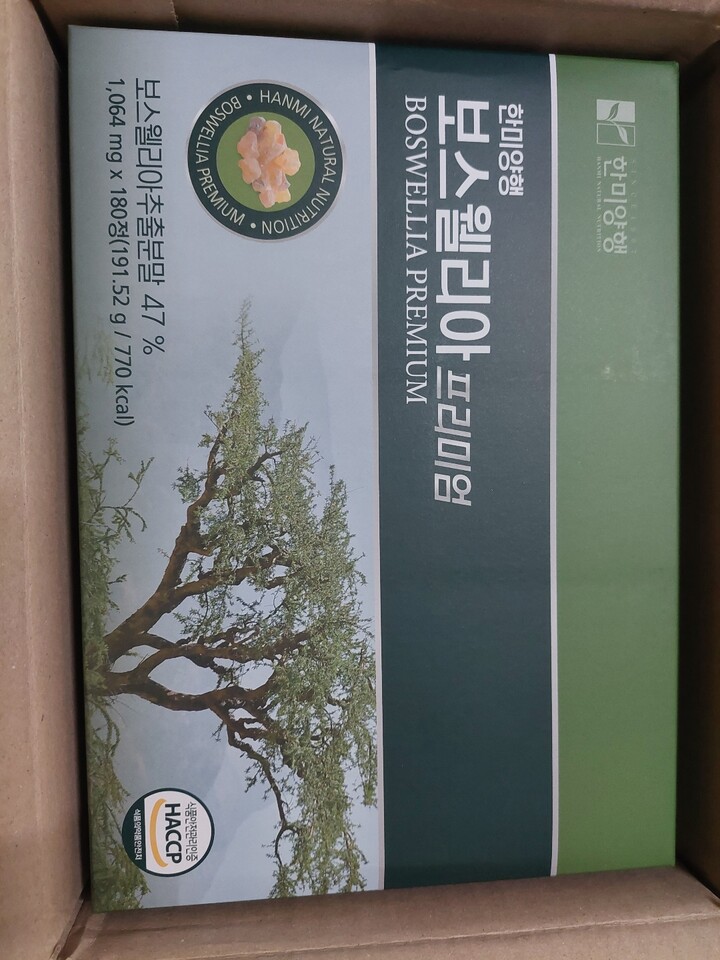 한미양행
HANMI NATURAL NUTRITION
한미양행
보스웰리아 프리미엄
BOSWELLIA PREMIUM
HANMI NATURAL NUTRITION • BOSWELLIA PREMIUM •
보스웰리아추출분말 47 %
1,064 mg x 180정(191.52 g / 770 kcal)
식품안전관리인증
HACCP
식품의약품안전처